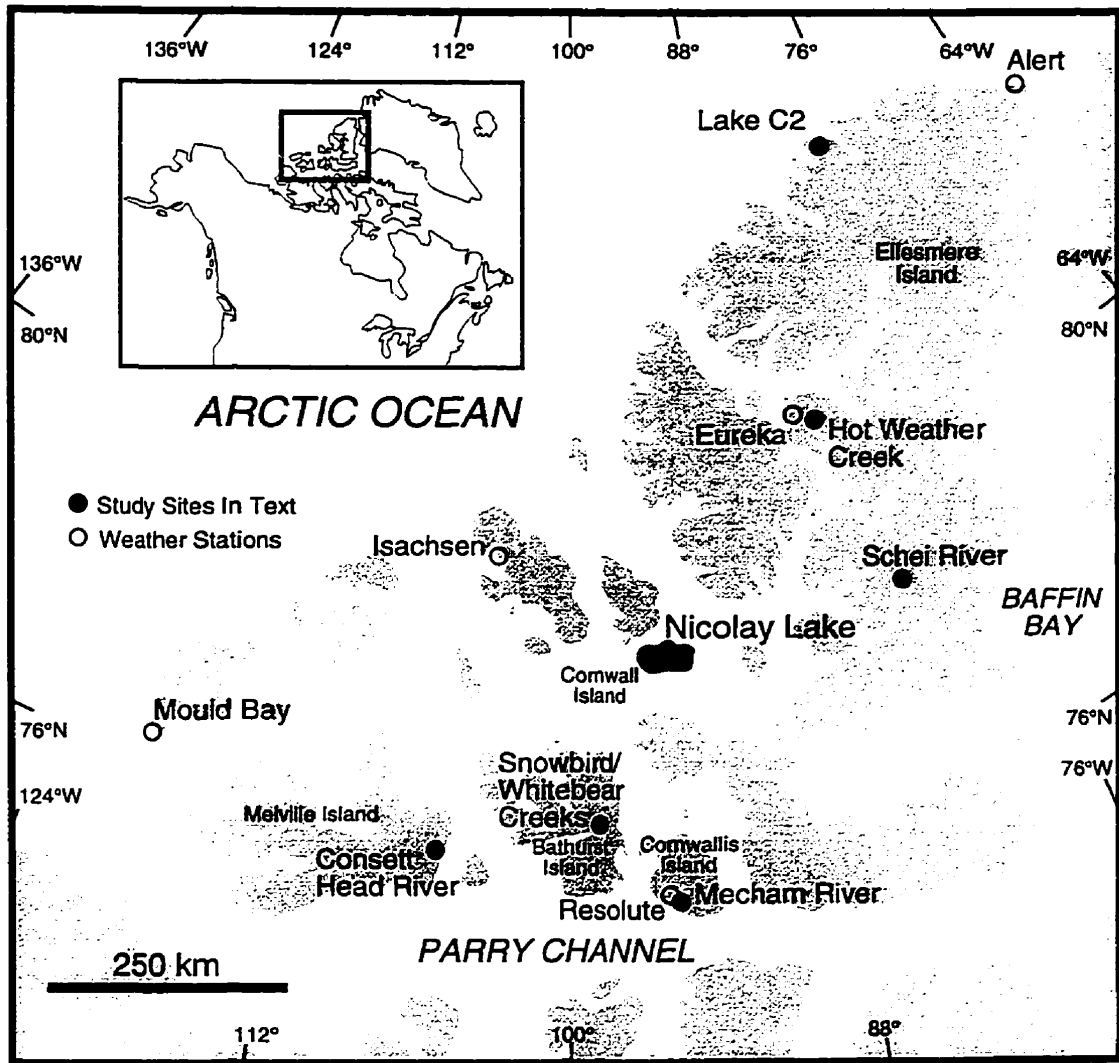 136°W 124° 112° 100° 88° 76° 64°W
Alert
Lake C2
Ellesmere
Island
136°W
80°N
64°W
80°N
ARCTIC OCEAN
Eureka
Hot Weather
Creek
Study Sites In Text
Weather Stations
Isachsen
Schei River
BAFFIN
BAY
Nicolay Lake
Cornwall
Island
Mould Bay
76°N
124°W
76°N
76°W
Snowbird/
Whitebear
Creeks
Melville Island
Bathurst
Island
Cornwallis
Island
Consett
Head River
Resolute
Mecham River
PARRY CHANNEL
250 km
112° 100° 88°